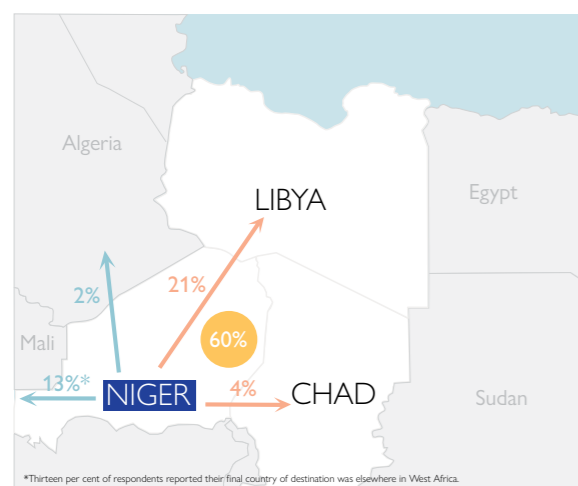 Algeria
LIBYA
Egypt
2%
21%
Mali
60%
13%*
NIGER
4%
CHAD
Sudan
*Thirteen per cent of respondents reported their final country of destination was elsewhere in West Africa.